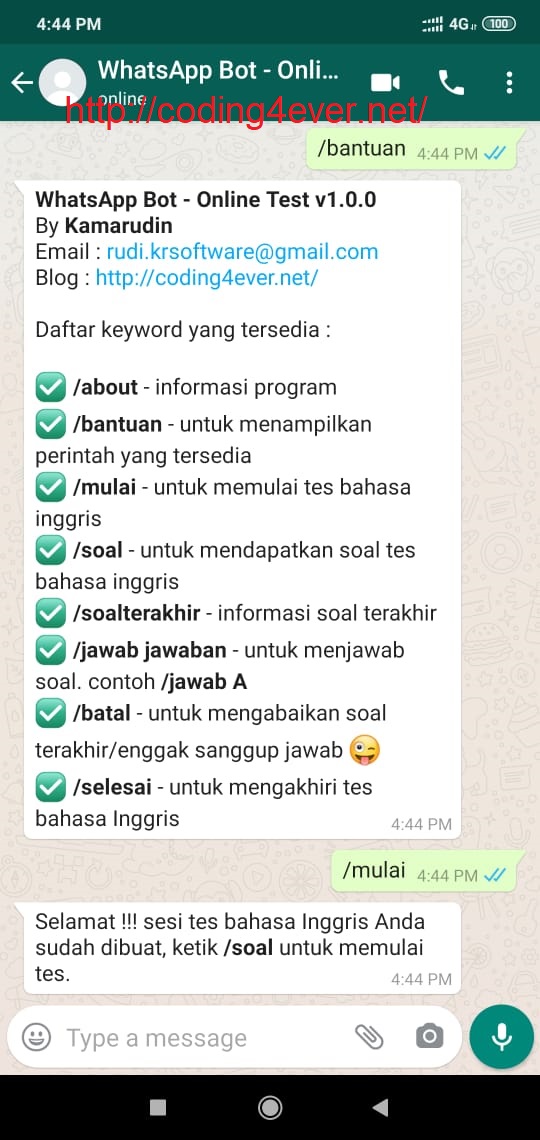 4:44 PM 4G 100
WhatsApp Bot - Onli...
online
http://coding4ever.net/
/bantuan 4:44 PM
WhatsApp Bot - Online Test v1.0.0
By Kamarudin
Email : rudi.krsoftware@gmail.com
Blog : http://coding4ever.net/
Daftar keyword yang tersedia :
✅ /about - informasi program
✅ /bantuan - untuk menampilkan
perintah yang tersedia
✅ /mulai - untuk memulai tes bahasa
inggris
✅ /soal - untuk mendapatkan soal tes
bahasa inggris
✅ /soalterakhir - informasi soal terakhir
✅ /jawab jawaban - untuk menjawab
soal. contoh /jawab A
✅ /batal - untuk mengabaikan soal
terakhir/enggak sanggup jawab 😜
✅ /selesai - untuk mengakhiri tes
bahasa Inggris
4:44 PM
/mulai 4:44 PM
Selamat !!! sesi tes bahasa Inggris Anda
sudah dibuat, ketik /soal untuk memulai
tes.
4:44 PM
Type a message